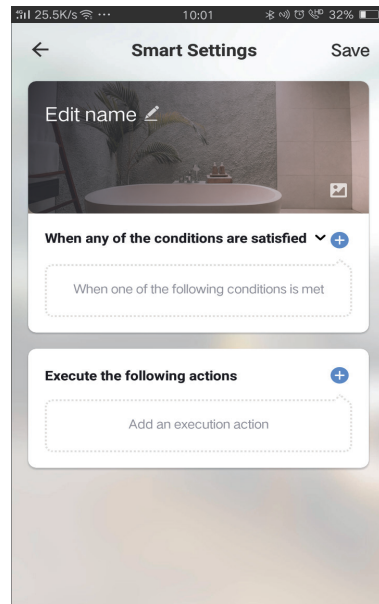 25.5K/s ... 10:01 32%
Smart Settings Save
Edit name
When any of the conditions are satisfied
When one of the following conditions is met
Execute the following actions
Add an execution action